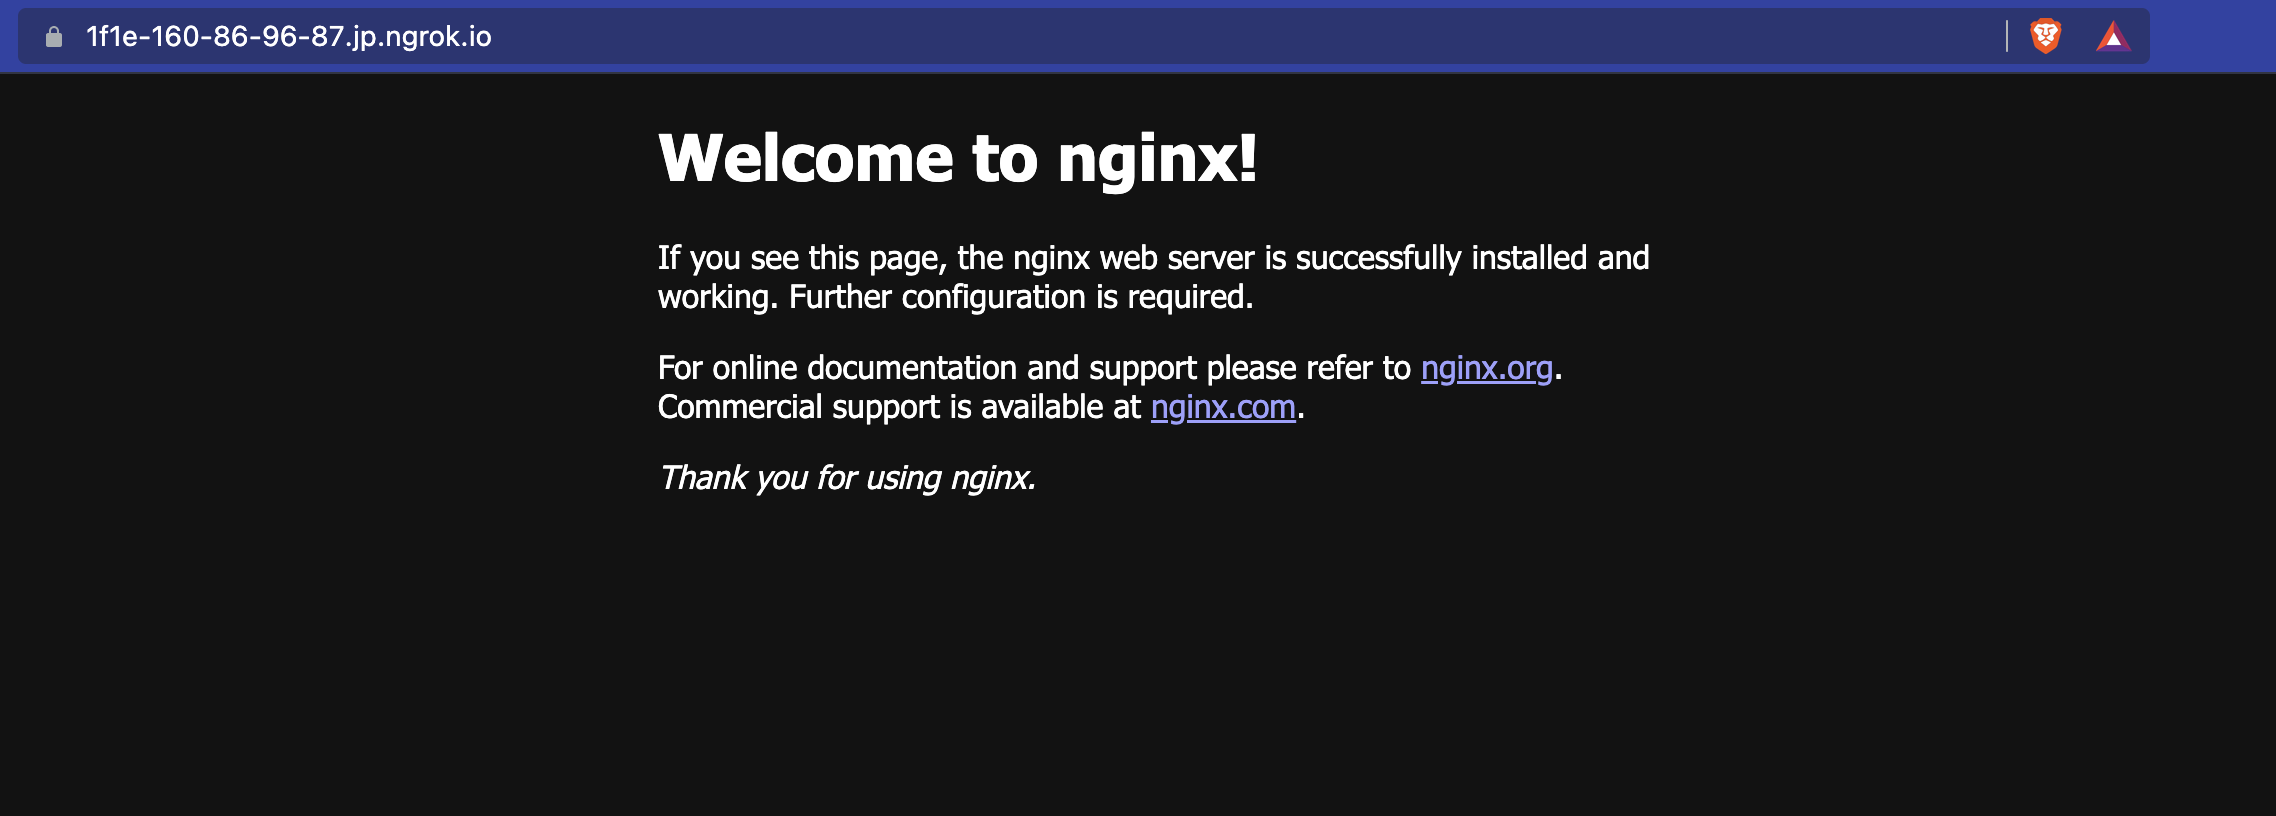 1f1e-160-86-96-87.jp.ngrok.io
Welcome to nginx!
If you see this page, the nginx web server is successfully installed and
working. Further configuration is required.
For online documentation and support please refer to nginx.org.
Commercial support is available at nginx.com.
Thank you for using nginx.